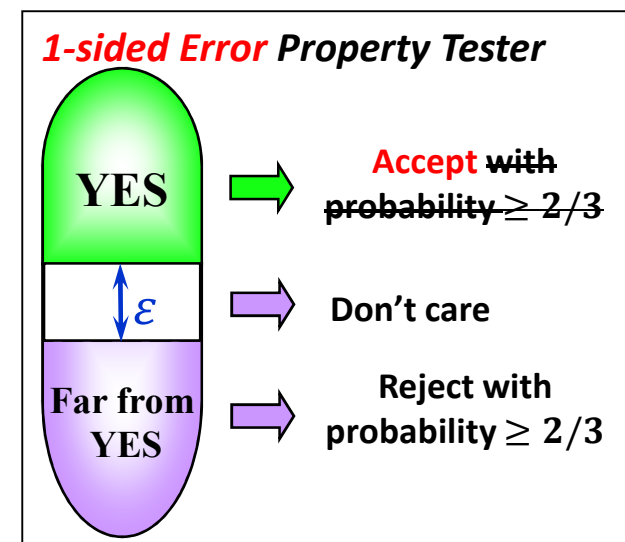 1-sided Error Property Tester
YES
Accept with
probability ≥ 2/3
ε
Don't care
Far from
YES
Reject with
probability ≥ 2/3